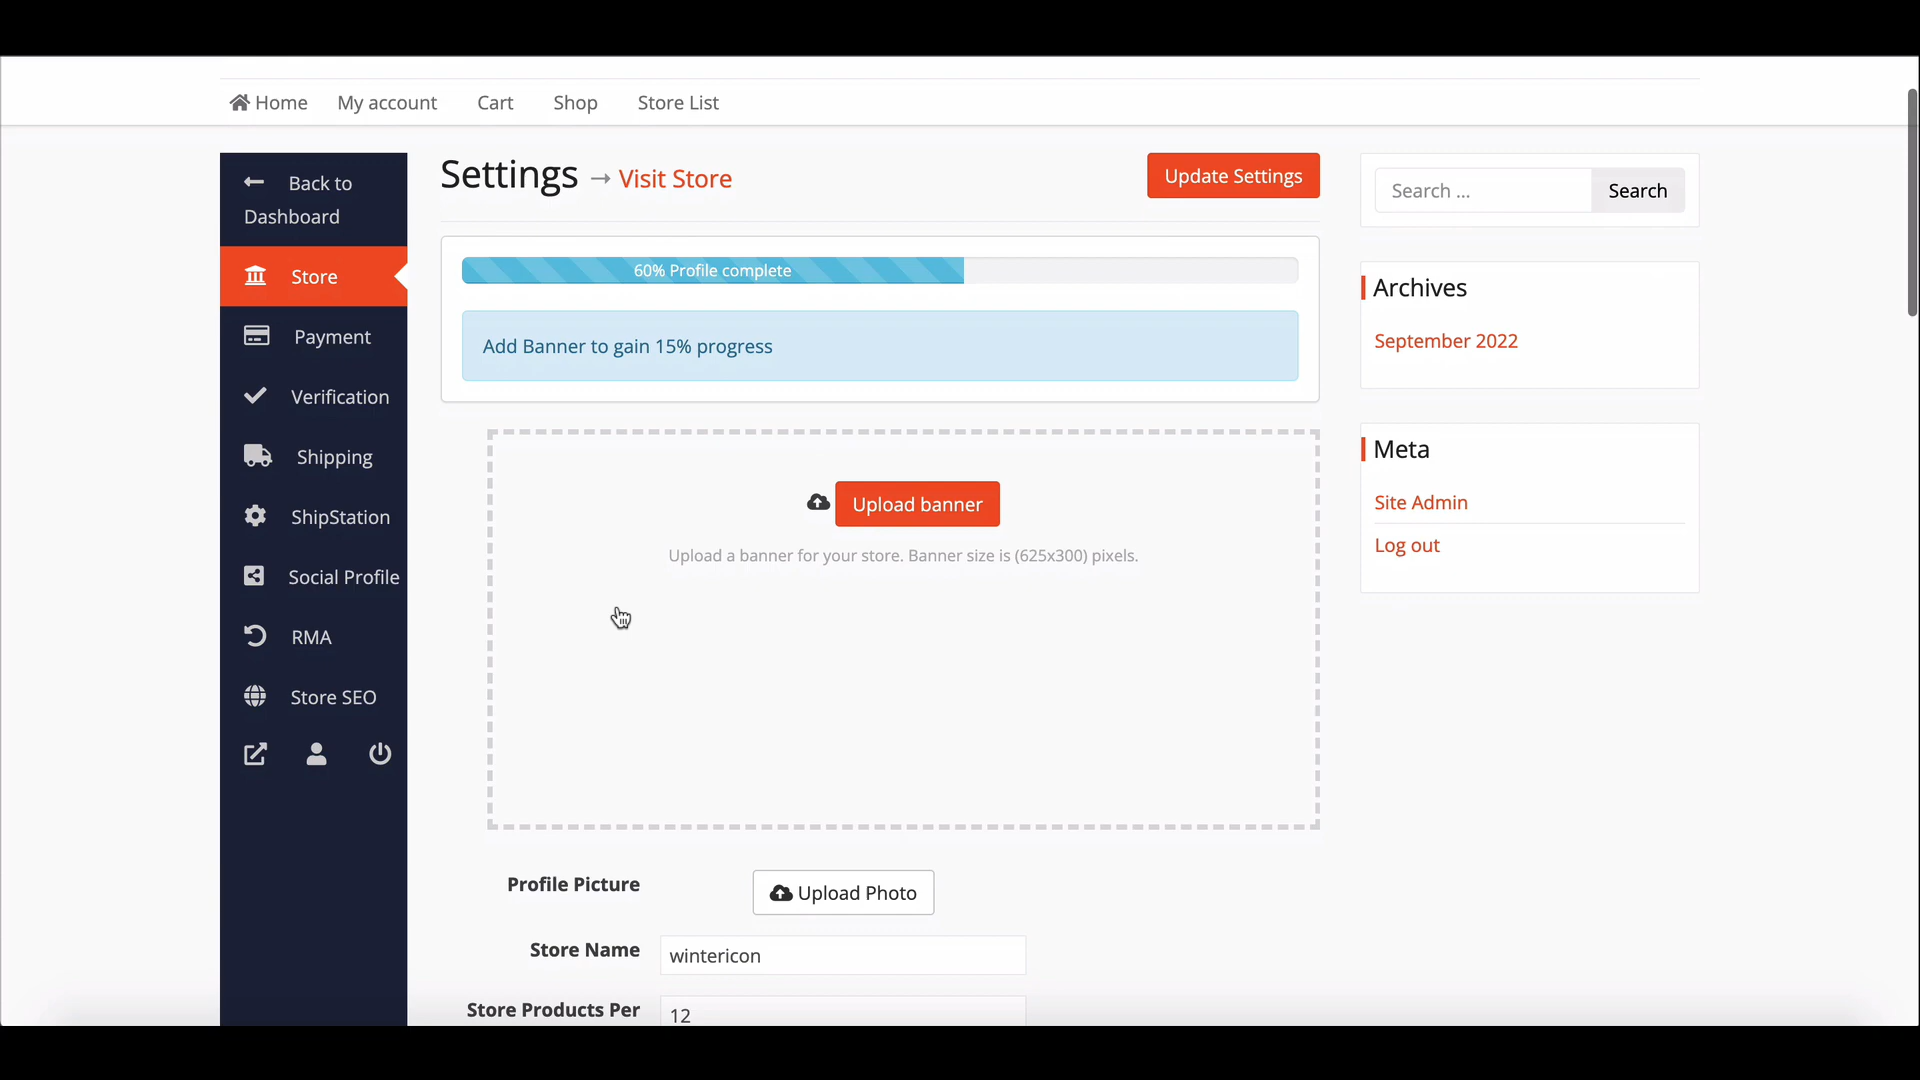 Home My account Cart Shop Store List
Back to
Dashboard
Store
Payment
Verification
Shipping
ShipStation
Social Profile
RMA
Store SEO
Settings → Visit Store
Update Settings
60% Profile complete
Add Banner to gain 15% progress
Upload banner
Upload a banner for your store. Banner size is (625x300) pixels.
Profile Picture Upload Photo
Store Name wintericon
Store Products Per 12
Search ... Search
Archives
September 2022
Meta
Site Admin
Log out